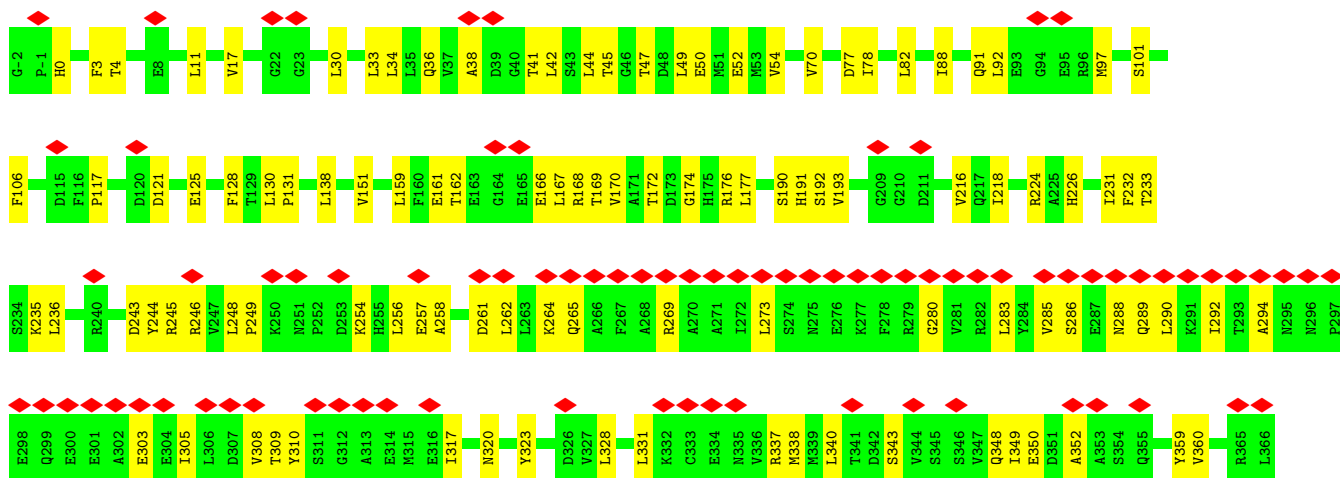 G-2 P-1 H0 F3 T4 E8 L11 V17 G22 G23 L30 L33 L34 L35 Q36 V37 A38 D39 G40 T41 L42 S43 L44 T45 G46 T47 D48 L49 E50 M51 E52 M53 V54 V70 D77 I78 L82 I88 Q91 L92 E93 G94 E95 R96 M97 S101
F106 D115 F116 P117 D120 D121 E125 F128 T129 L130 P131 L138 V151 L159 F160 E161 T162 E163 G164 E165 E166 L167 R168 T169 V170 A171 T172 D173 G174 H175 R176 L177 S190 H191 S192 V193 G209 G210 D211 V216 Q217 I218 R224 A225 H226 I231 F232 T233
S234 K235 L236 R240 D243 Y244 R245 R246 V247 L248 P249 K250 N251 P252 D253 K254 H255 L256 E257 A258 D261 L262 L263 K264 Q265 A266 F267 A268 R269 A270 A271 I272 L273 S274 N275 E276 K277 F278 R279 G280 V281 R282 L283 Y284 V285 S286 E287 N288 Q289 L290 K291 I292 T293 A294 N295 N296 P297
E298 Q299 E300 E301 A302 E303 E304 I305 L306 D307 V308 T309 Y310 S311 G312 A313 E314 M315 E316 I317 N320 Y323 D326 V327 L328 L331 K332 C333 E334 N335 V336 R337 M338 M339 L340 T341 D342 S343 V344 S345 S346 V347 Q348 I349 E350 D351 A352 A353 S354 Q355 Y359 V360 R365 L366